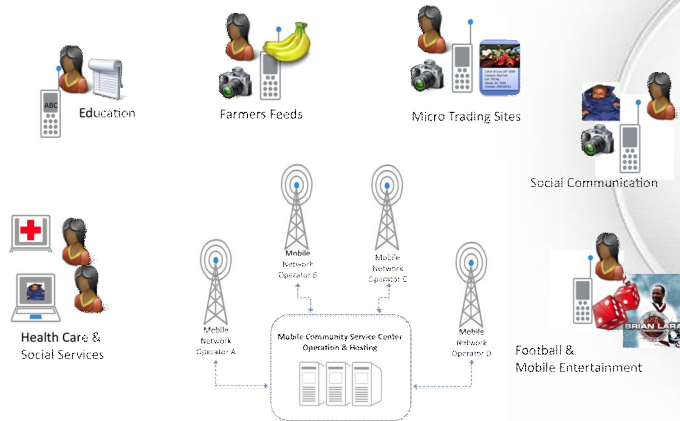 ABC
Education
Farmers Feeds
Micro Trading Sites
Social Communication
Mobile
Network
Operator B
Mobile
Network
Operator C
Mobile
Network
Operator A
Mobile
Network
Operator D
Mobile Community Service Center
Operation & Hosting
Health Care &
Social Services
BRIAN LARA
Football &
Mobile Entertainment